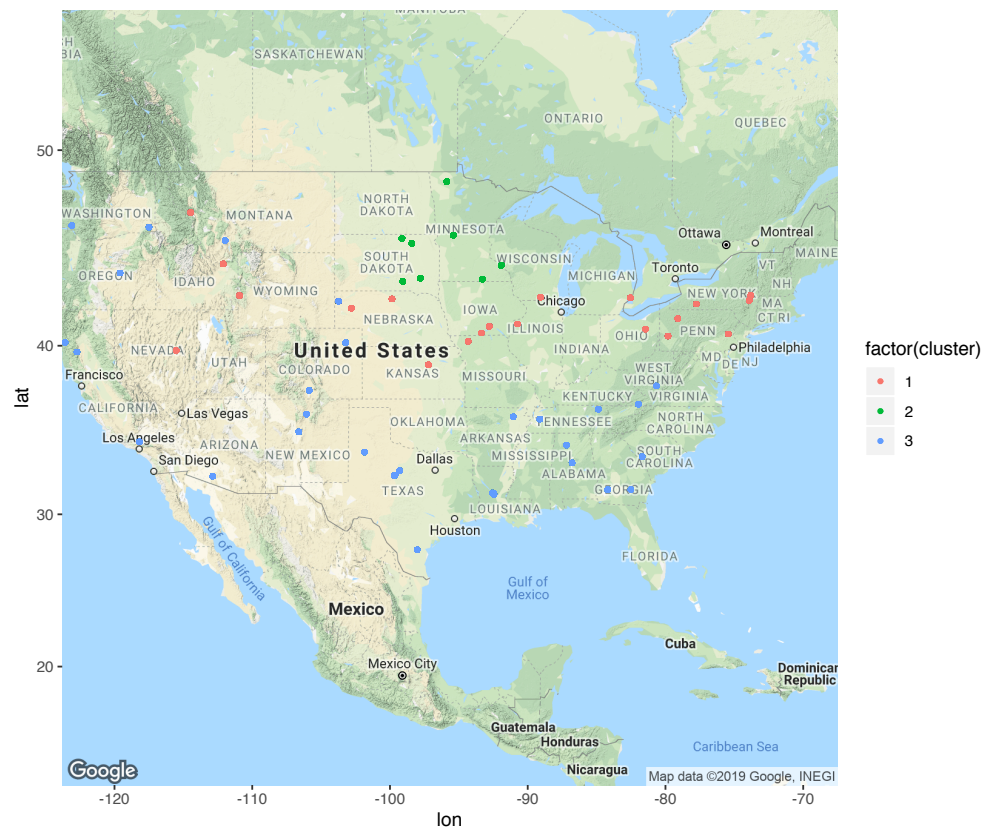 MANITOBA
SH
BIA
SASKATCHEWAN
ONTARIO
QUEBEC
50
NORTH
DAKOTA
WASHINGTON
MONTANA
MINNESOTA
Ottawa
Montreal
MAINE
SOUTH
DAKOTA
WISCONSIN
MICHIGAN
Toronto
VT
OREGON
IDAHO
WYOMING
NH
NEW YORK
MA
Chicago
IOWA
NEBRASKA
CT RI
ILLINOIS
OHIO
PENN
40
NEVADA
United States
INDIANA
Philadelphia
MD
DE
NJ
UTAH
COLORADO
KANSAS
MISSOURI
WEST
VIRGINIA
Francisco
KENTUCKY
VIRGINIA
CALIFORNIA
Las Vegas
OKLAHOMA
TENNESSEE
NORTH
CAROLINA
Los Angeles
ARIZONA
NEW MEXICO
ARKANSAS
MISSISSIPPI
SOUTH
CAROLINA
San Diego
Dallas
ALABAMA
TEXAS
GEORGIA
LOUISIANA
30
Houston
Gulf of California
FLORIDA
Gulf of
Mexico
Mexico
Cuba
20
Mexico City
Dominican
Republic
Guatemala
Honduras
Caribbean Sea
Nicaragua
Google
Map data ©2019 Google, INEGI
-120
-110
-100
-90
-80
-70
lon
lat
factor(cluster)
1
2
3